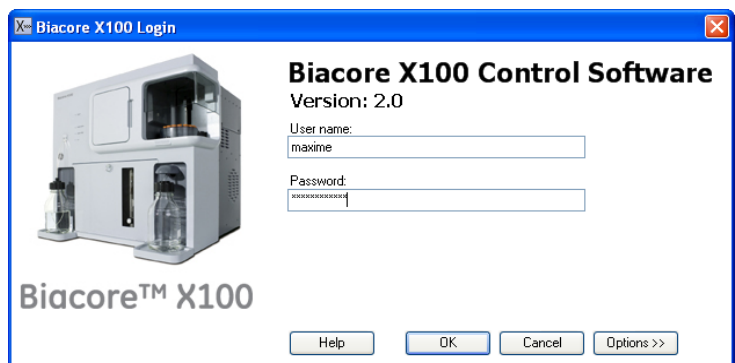 Biacore X100 Login
Biacore X100 Control Software
Version: 2.0
User name:
maxime
Password:
************
Biacore™ X100
Help
OK
Cancel
Options >>